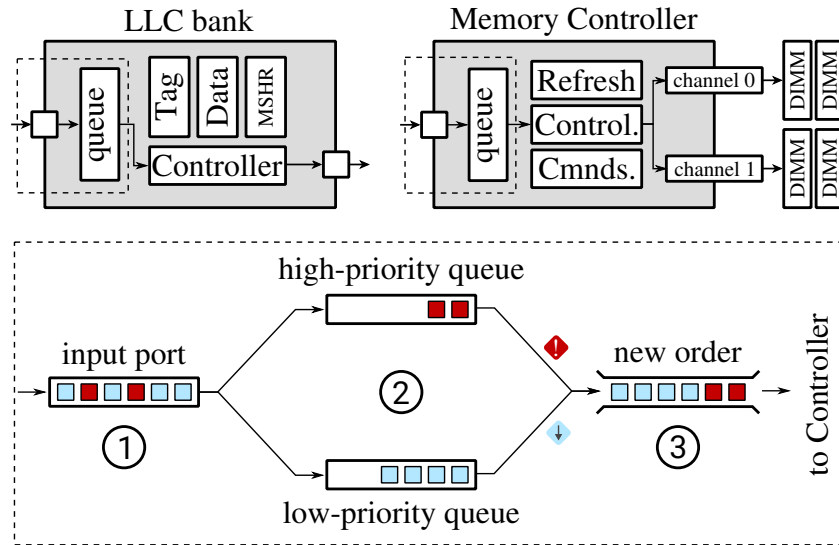 LLC bank
queue
Tag
Data
MSHR
Controller
Memory Controller
queue
Refresh
Control.
Cmnds.
channel 0
channel 1
DIMM
DIMM
DIMM
DIMM
high-priority queue
input port
!
new order
1
2
3
low-priority queue
to Controller